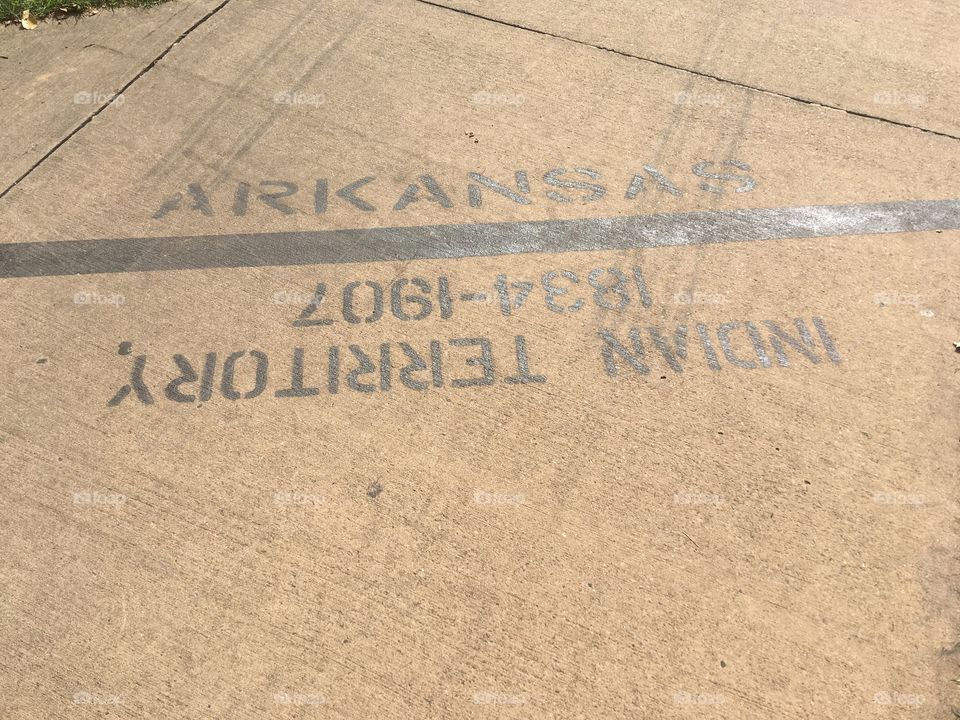 ARKANSAS
INDIAN TERRITORY,
1834-1907